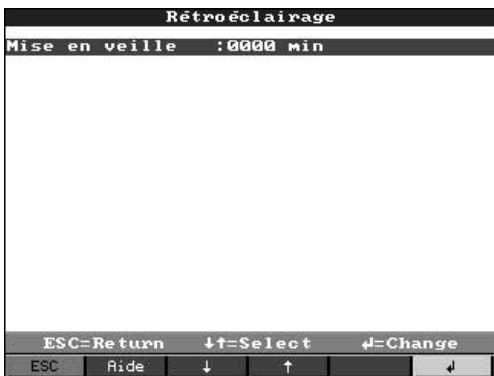 Rétroéclairage
Mise en veille :0000 min
ESC=Return ↓↑=Select ↲=Change
ESC Aide ↓ ↑ ↲